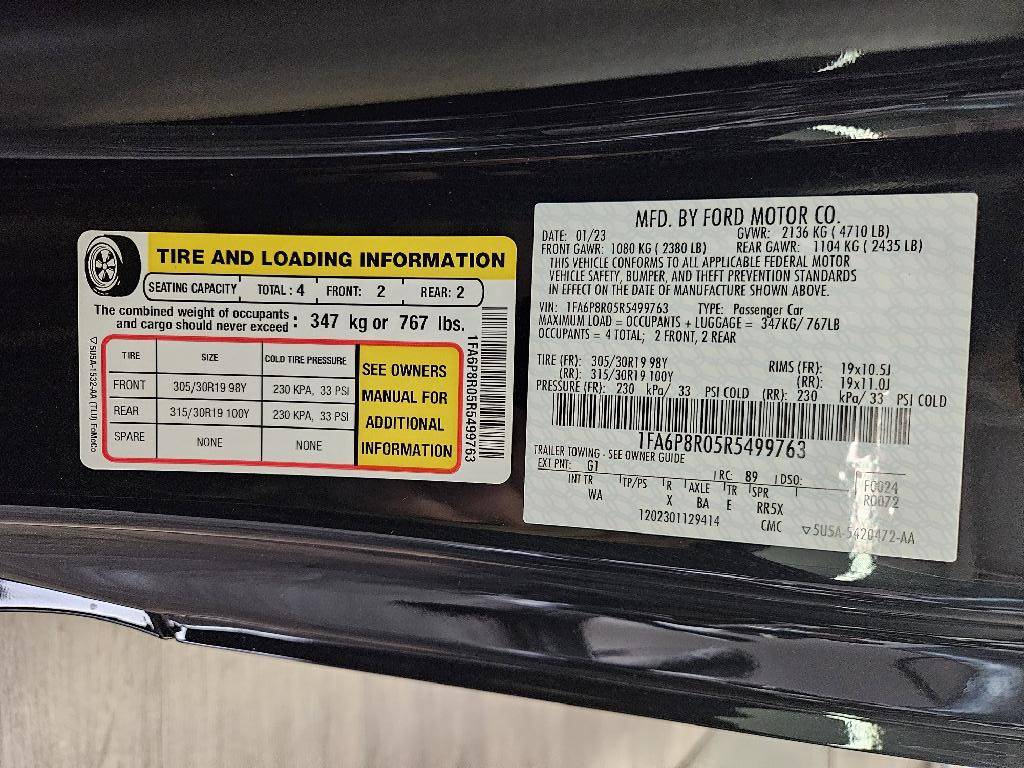 TIRE AND LOADING INFORMATION
SEATING CAPACITY TOTAL: 4 FRONT: 2 REAR: 2
The combined weight of occupants and cargo should never exceed : 347 kg or 767 lbs.
TIRE SIZE COLD TIRE PRESSURE
FRONT 305/30R19 98Y 230 KPA, 33 PSI
REAR 315/30R19 100Y 230 KPA, 33 PSI
SPARE NONE NONE
SEE OWNERS
MANUAL FOR
ADDITIONAL
INFORMATION
▽5U5A-1532-AA (TLU) FoMoCo
1FA6P8R05R5499763
MFD. BY FORD MOTOR CO.
DATE: 01/23 GVWR: 2136 KG ( 4710 LB)
FRONT GAWR: 1080 KG ( 2380 LB) REAR GAWR: 1104 KG ( 2435 LB)
THIS VEHICLE CONFORMS TO ALL APPLICABLE FEDERAL MOTOR
VEHICLE SAFETY, BUMPER, AND THEFT PREVENTION STANDARDS
IN EFFECT ON THE DATE OF MANUFACTURE SHOWN ABOVE.
VIN: 1FA6P8R05R5499763 TYPE: Passenger Car
MAXIMUM LOAD = OCCUPANTS + LUGGAGE = 347KG/ 767LB
OCCUPANTS = 4 TOTAL; 2 FRONT, 2 REAR
TIRE (FR): 305/30R19 98Y RIMS (FR): 19x10.5J
(RR): 315/30R19 100Y (RR): 19x11.0J
PRESSURE (FR): 230 kPa/ 33 PSI COLD (RR): 230 kPa/ 33 PSI COLD
1FA6P8R05R5499763
TRAILER TOWING - SEE OWNER GUIDE
EXT PNT: G1 RC: 89 DSO:
INT TR TP/PS R AXLE TR SPR
WA X BA E RR5X
F0024
R0072
1202301129414 CMC ▽5U5A-5420472-AA